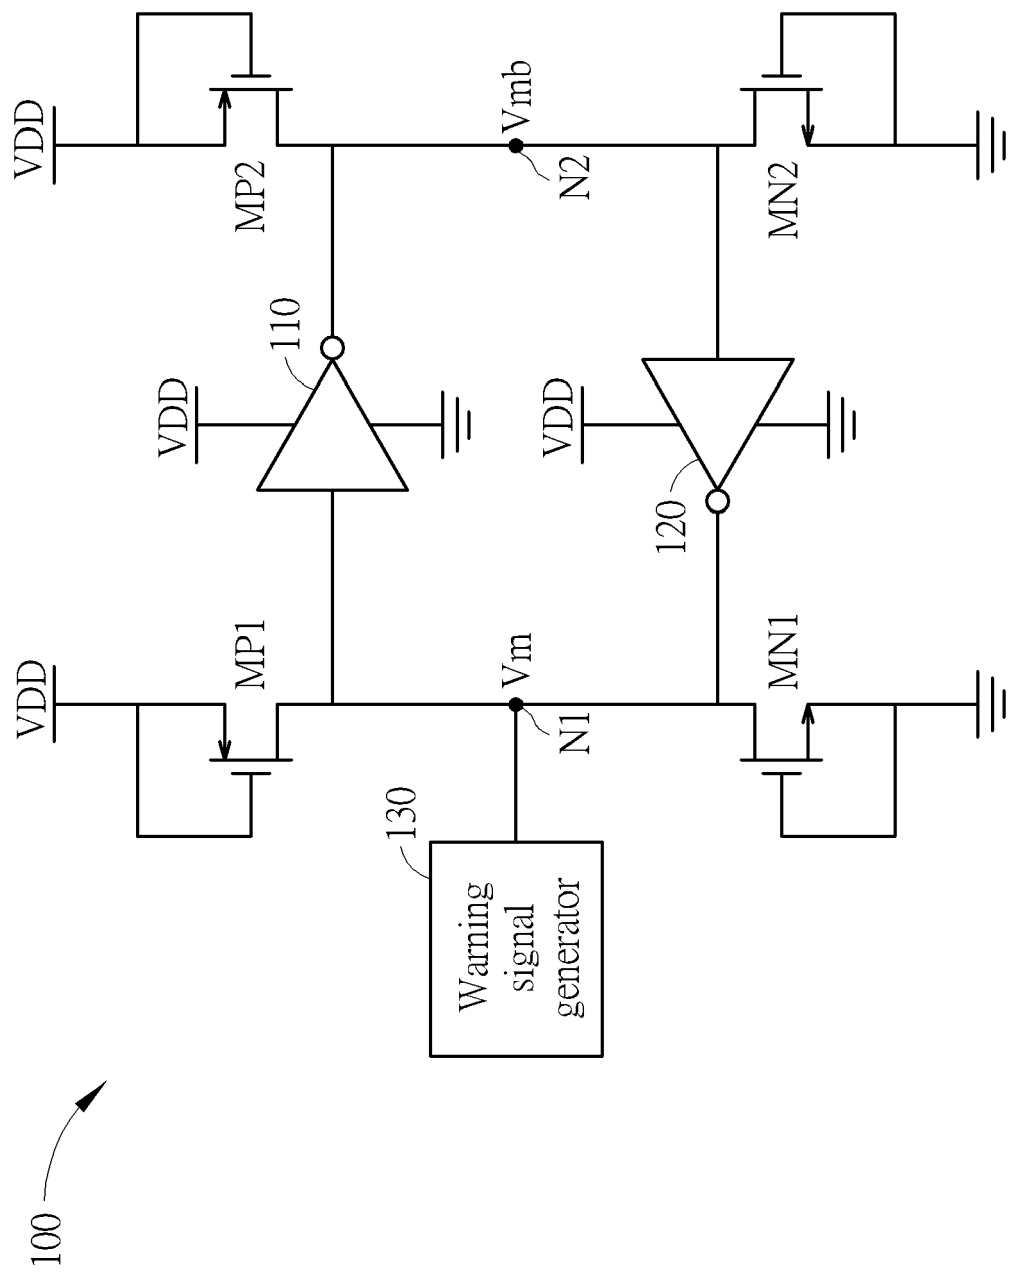 100
VDD
VDD
VDD
VDD
MP1
110
MP2
130
Warning
signal
generator
Vm
N1
Vmb
N2
120
MN1
MN2